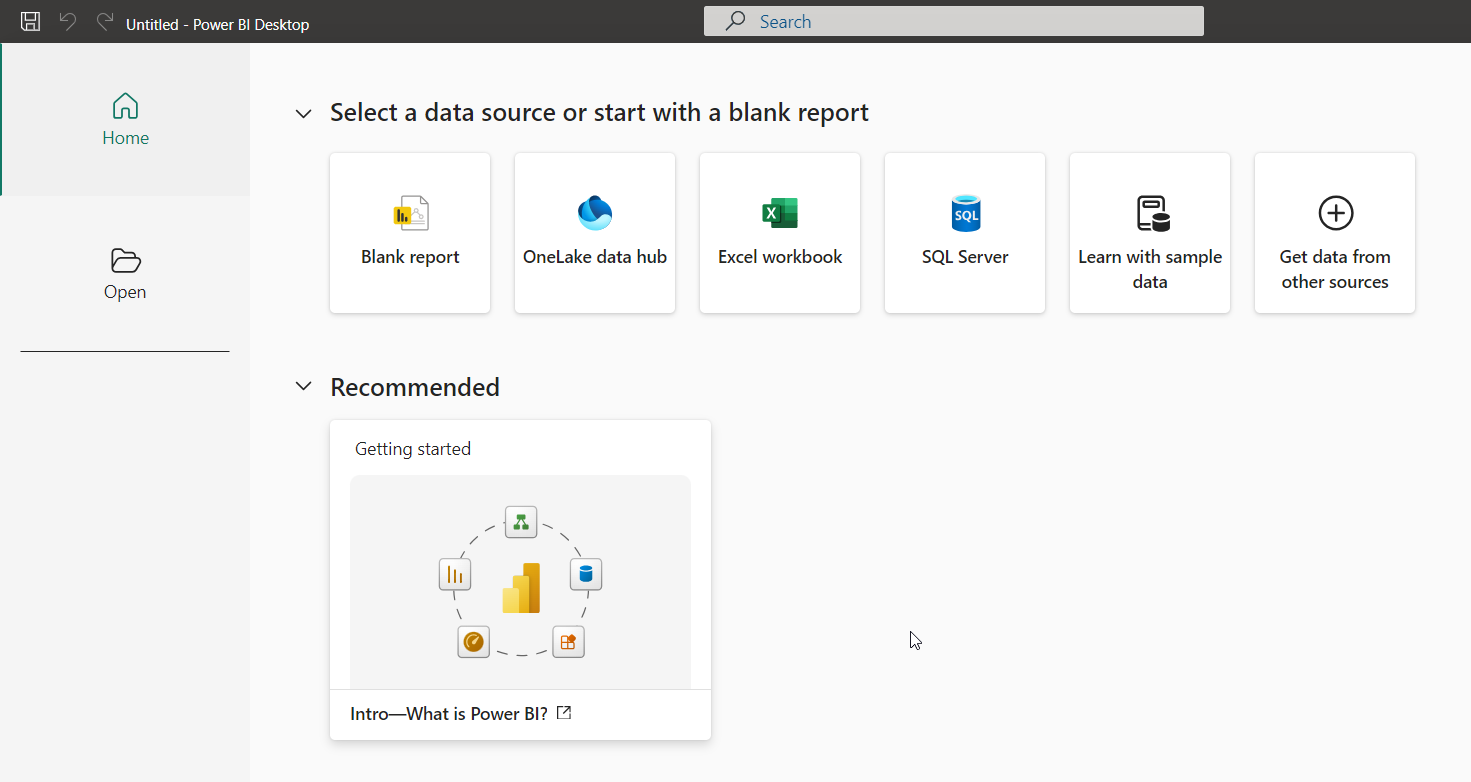 Untitled - Power BI Desktop
Search
Home
Open
Select a data source or start with a blank report
Blank report
OneLake data hub
Excel workbook
SQL
SQL Server
Learn with sample
data
Get data from
other sources
Recommended
Getting started
Intro—What is Power BI?